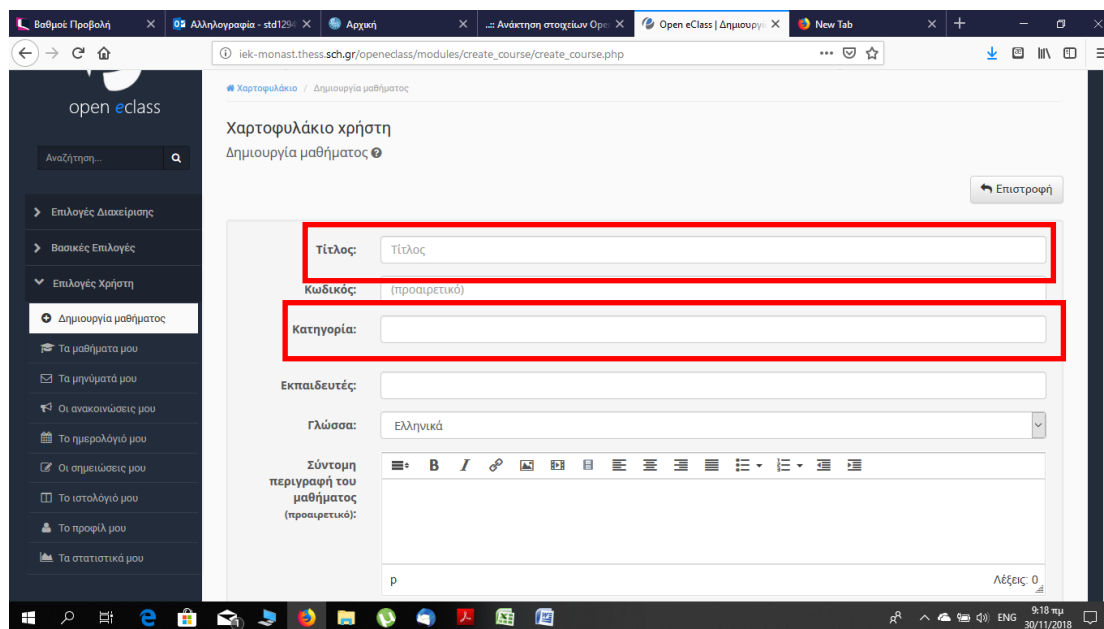 Βαθμοί: Προβολή
Αλληλογραφία - std1294
Αρχική
..:: Ανάκτηση στοιχείων Ope
Open eClass | Δημιουργί
New Tab
iek-monast.thess.sch.gr/openeclass/modules/create_course/create_course.php
open eclass
Αναζήτηση...
Επιλογές Διαχείρισης
Βασικές Επιλογές
Επιλογές Χρήστη
Δημιουργία μαθήματος
Τα μαθήματα μου
Τα μηνύματά μου
Οι ανακοινώσεις μου
Το ημερολόγιό μου
Οι σημειώσεις μου
Το ιστολόγιό μου
Το προφίλ μου
Τα στατιστικά μου
Χαρτοφυλάκιο / Δημιουργία μαθήματος
Χαρτοφυλάκιο χρήστη
Δημιουργία μαθήματος
Επιστροφή
Τίτλος: Τίτλος
Κωδικός: (προαιρετικό)
Κατηγορία:
Εκπαιδευτές:
Γλώσσα: Ελληνικά
Σύντομη
περιγραφή του
μαθήματος
(προαιρετικό):
p
Λέξεις: 0
ENG
9:18 πμ
30/11/2018